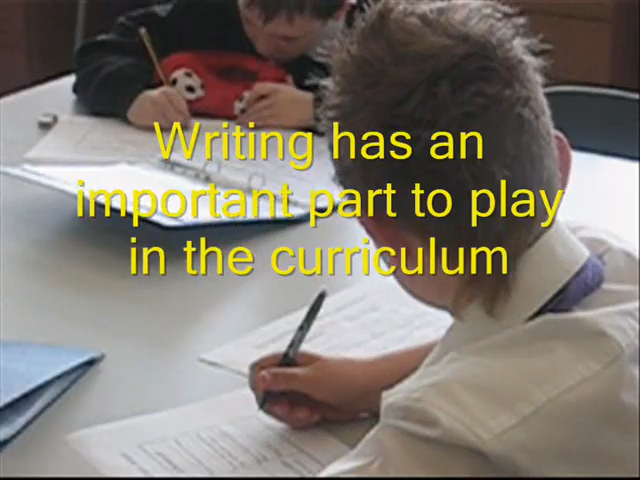 Writing has an
important part to play
in the curriculum